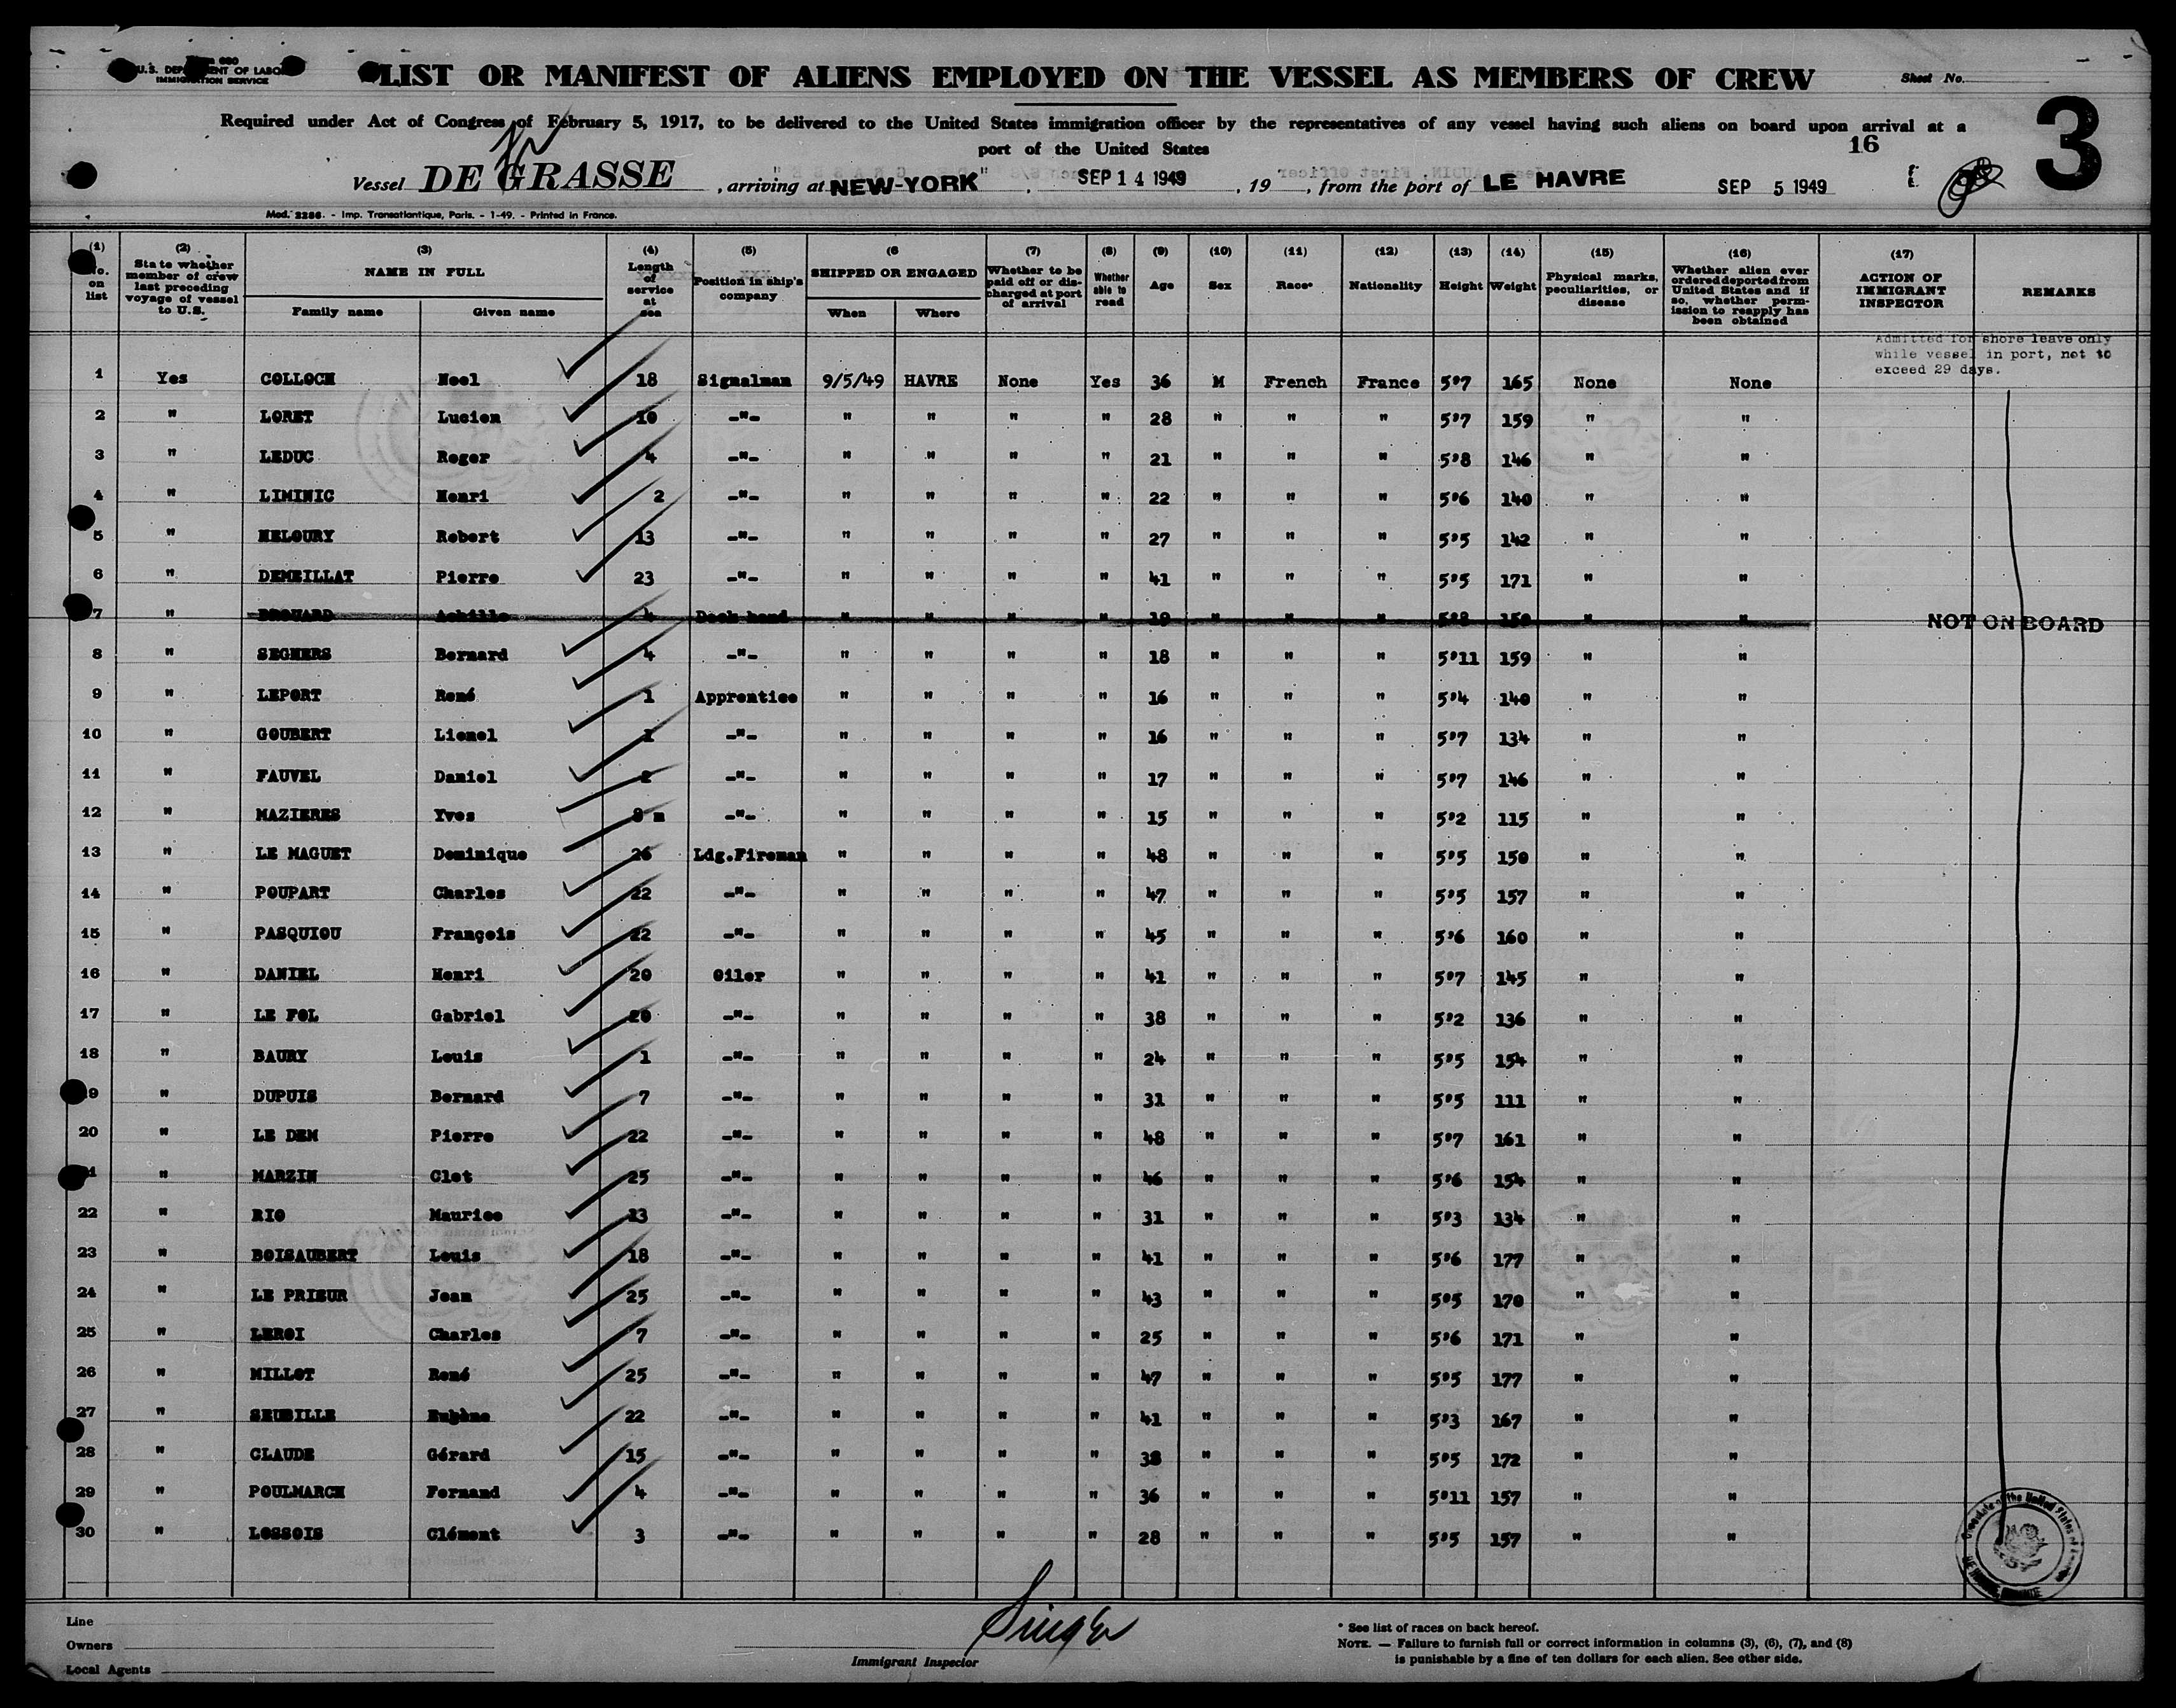 Form 680
U.S. DEPARTMENT OF LABOR
IMMIGRATION SERVICE
LIST OR MANIFEST OF ALIENS EMPLOYED ON THE VESSEL AS MEMBERS OF CREW
Sheet No.
3
Required under Act of Congress of February 5, 1917, to be delivered to the United States immigration officer by the representatives of any vessel having such aliens on board upon arrival at a
port of the United States
16
Vessel DE GRASSE , arriving at NEW-YORK , SEP 14 1949 , 19 , from the port of LE HAVRE SEP 5 1949
Mod. 2286. - Imp. Transatlantique, Paris. - 1-49. - Printed in France.
(1) No. on list
(2) State whether member of crew last preceding voyage of vessel to U.S.
(3) NAME IN FULL Family name Given name
(4) Length of service at sea
(5) Position in ship's company
(6 SHIPPED OR ENGAGED When Where
(7) Whether to be paid off or discharged at port of arrival
(8) Whether able to read
(9) Age
(10) Sex
(11) Race*
(12) Nationality
(13) Height
(14) Weight
(15) Physical marks, peculiarities, or disease
(16) Whether alien ever ordered deported from United States and if so, whether permission to reapply has been obtained
(17) ACTION OF IMMIGRANT INSPECTOR
REMARKS
Admitted for shore leave only
while vessel in port, not to
exceed 29 days.
1 Yes COLLOCH Noel 18 Signalman 9/5/49 HAVRE None Yes 36 M French France 5'7 165 None None
2 " LORET Lucien 10 -"- " " " " 28 " " " 5'7 159 " "
3 " LEDUC Roger 4 -"- " " " " 21 " " " 5'8 146 " "
4 " LIMINIC Henri 2 -"- " " " " 22 " " " 5'6 140 " "
5 " HELOURY Robert 13 -"- " " " " 27 " " " 5'5 142 " "
6 " DEMEILLAT Pierre 23 -"- " " " " 41 " " " 5'5 171 " "
7 " BROUARD Achille 4 Deck hand " " " " 19 " " " 5'8 150 " " NOT ON BOARD
8 " SEGHERS Bernard 4 -"- " " " " 18 " " " 5'11 159 " "
9 " LEPORT René 1 Apprentice " " " " 16 " " " 5'4 140 " "
10 " GOUBERT Lionel 1 -"- " " " " 16 " " " 5'7 134 " "
11 " FAUVEL Daniel 2 -"- " " " " 17 " " " 5'7 146 " "
12 " MAZIERES Yves m -"- " " " " 15 " " " 5'2 115 " "
13 " LE MAGUET Dominique 26 Ldg.Fireman " " " " 48 " " " 5'5 150 " "
14 " POUPART Charles 22 -"- " " " " 47 " " " 5'5 157 " "
15 " PASQUIOU François 22 -"- " " " " 45 " " " 5'6 160 " "
16 " DANIEL Henri 20 Oiler " " " " 41 " " " 5'7 145 " "
17 " LE FOL Gabriel 20 -"- " " " " 38 " " " 5'2 136 " "
18 " BAURY Louis 1 -"- " " " " 24 " " " 5'5 154 " "
19 " DUPUIS Bernard 7 -"- " " " " 31 " " " 5'5 111 " "
20 " LE DEM Pierre 22 -"- " " " " 48 " " " 5'7 161 " "
21 " MARZIN Clet 25 -"- " " " " 46 " " " 5'6 154 " "
22 " RIO Maurice 13 -"- " " " " 31 " " " 5'3 134 " "
23 " BOISAUBERT Louis 18 -"- " " " " 41 " " " 5'6 177 " "
24 " LE PRIEUR Jean 25 -"- " " " " 43 " " " 5'5 170 " "
25 " LEROI Charles 7 -"- " " " " 25 " " " 5'6 171 " "
26 " MILLOT René 25 -"- " " " " 47 " " " 5'5 177 " "
27 " SEUBILLE Eugène 22 -"- " " " " 41 " " " 5'3 167 " "
28 " CLAUDE Gérard 15 -"- " " " " 38 " " " 5'5 172 " "
29 " POULMARCH Fernand 4 -"- " " " " 36 " " " 5'11 157 " "
30 " LOSSOIS Clément 3 -"- " " " " 28 " " " 5'5 157 " "
Line
Owners
Local Agents
Singer
Immigrant Inspector
* See list of races on back hereof.
NOTE. — Failure to furnish full or correct information in columns (3), (6), (7), and (8)
is punishable by a fine of ten dollars for each alien. See other side.